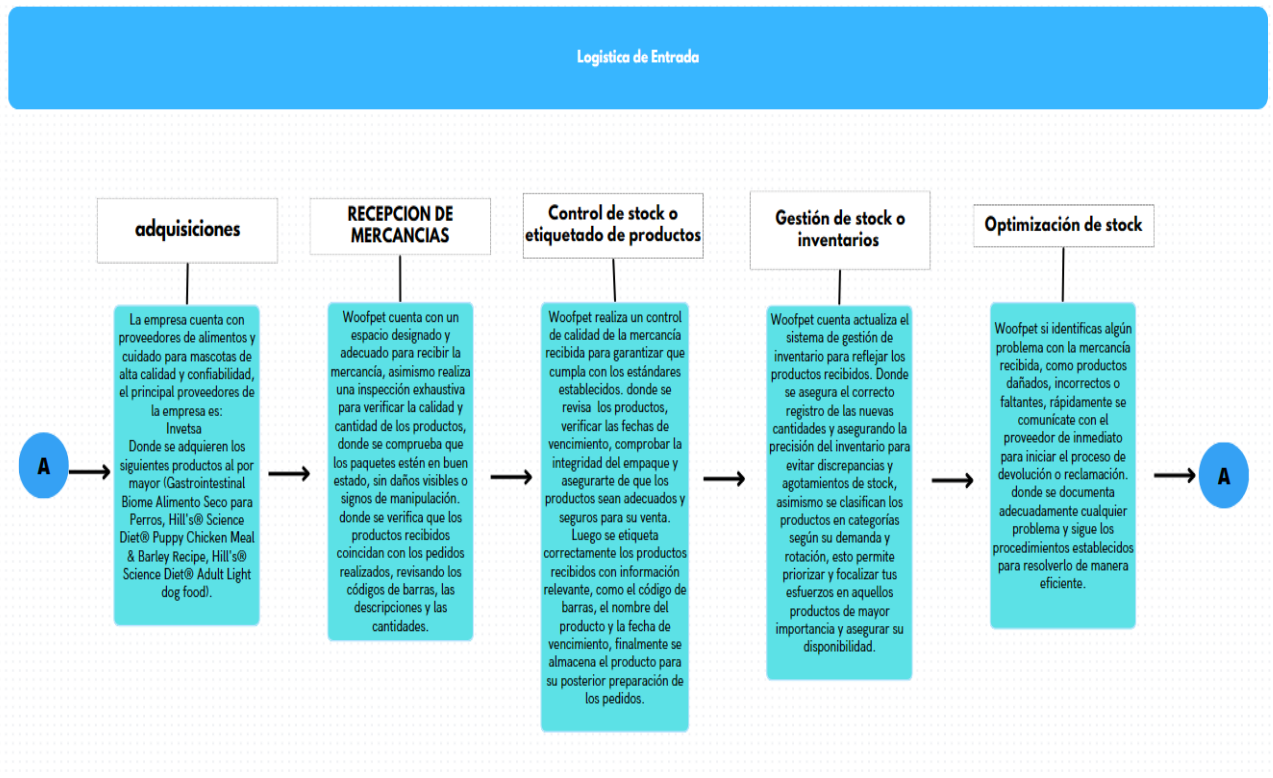 Logistica de Entrada
adquisiciones
RECEPCION DE
MERCANCIAS
Control de stock o
etiquetado de productos
Gestión de stock o
inventarios
Optimización de stock
A
La empresa cuenta con
proveedores de alimentos y
cuidado para mascotas de
alta calidad y confiabilidad,
el principal proveedores de
la empresa es:
Invetsa
Donde se adquieren los
siguientes productos al por
mayor (Gastrointestinal
Biome Alimento Seco para
Perros, Hill's® Science
Diet® Puppy Chicken Meal
& Barley Recipe, Hill's®
Science Diet® Adult Light
dog food).
Woofpet cuenta con un
espacio designado y
adecuado para recibir la
mercancía, asimismo realiza
una inspección exhaustiva
para verificar la calidad y
cantidad de los productos,
donde se comprueba que
los paquetes estén en buen
estado, sin daños visibles o
signos de manipulación.
donde se verifica que los
productos recibidos
coincidan con los pedidos
realizados, revisando los
códigos de barras, las
descripciones y las
cantidades.
Woofpet realiza un control
de calidad de la mercancía
recibida para garantizar que
cumpla con los estándares
establecidos. donde se
revisa los productos,
verificar las fechas de
vencimiento, comprobar la
integridad del empaque y
asegurarte de que los
productos sean adecuados y
seguros para su venta.
Luego se etiqueta
correctamente los productos
recibidos con información
relevante, como el código de
barras, el nombre del
producto y la fecha de
vencimiento, finalmente se
almacena el producto para
su posterior preparación de
los pedidos.
Woofpet cuenta actualiza el
sistema de gestión de
inventario para reflejar los
productos recibidos. Donde
se asegura el correcto
registro de las nuevas
cantidades y asegurando la
precisión del inventario para
evitar discrepancias y
agotamientos de stock,
asimismo se clasifican los
productos en categorías
según su demanda y
rotación, esto permite
priorizar y focalizar tus
esfuerzos en aquellos
productos de mayor
importancia y asegurar su
disponibilidad.
Woofpet si identificas algún
problema con la mercancía
recibida, como productos
dañados, incorrectos o
faltantes, rápidamente se
comunícate con el
proveedor de inmediato
para iniciar el proceso de
devolución o reclamación.
donde se documenta
adecuadamente cualquier
problema y sigue los
procedimientos establecidos
para resolverlo de manera
eficiente.
A